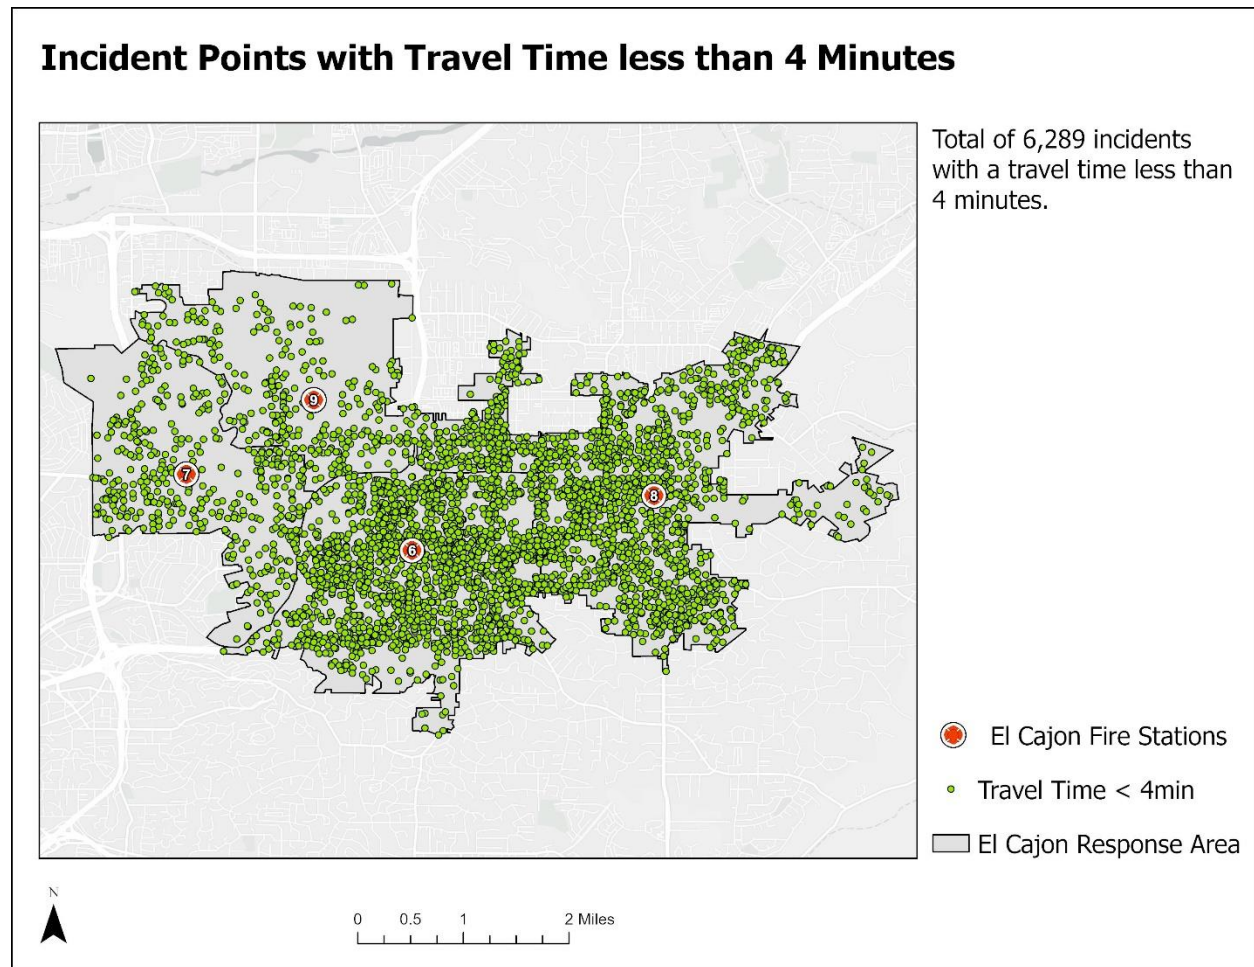 Incident Points with Travel Time less than 4 Minutes
Total of 6,289 incidents
with a travel time less than
4 minutes.
9
7
8
6
El Cajon Fire Stations
Travel Time < 4min
El Cajon Response Area
N
0 0.5 1 2 Miles